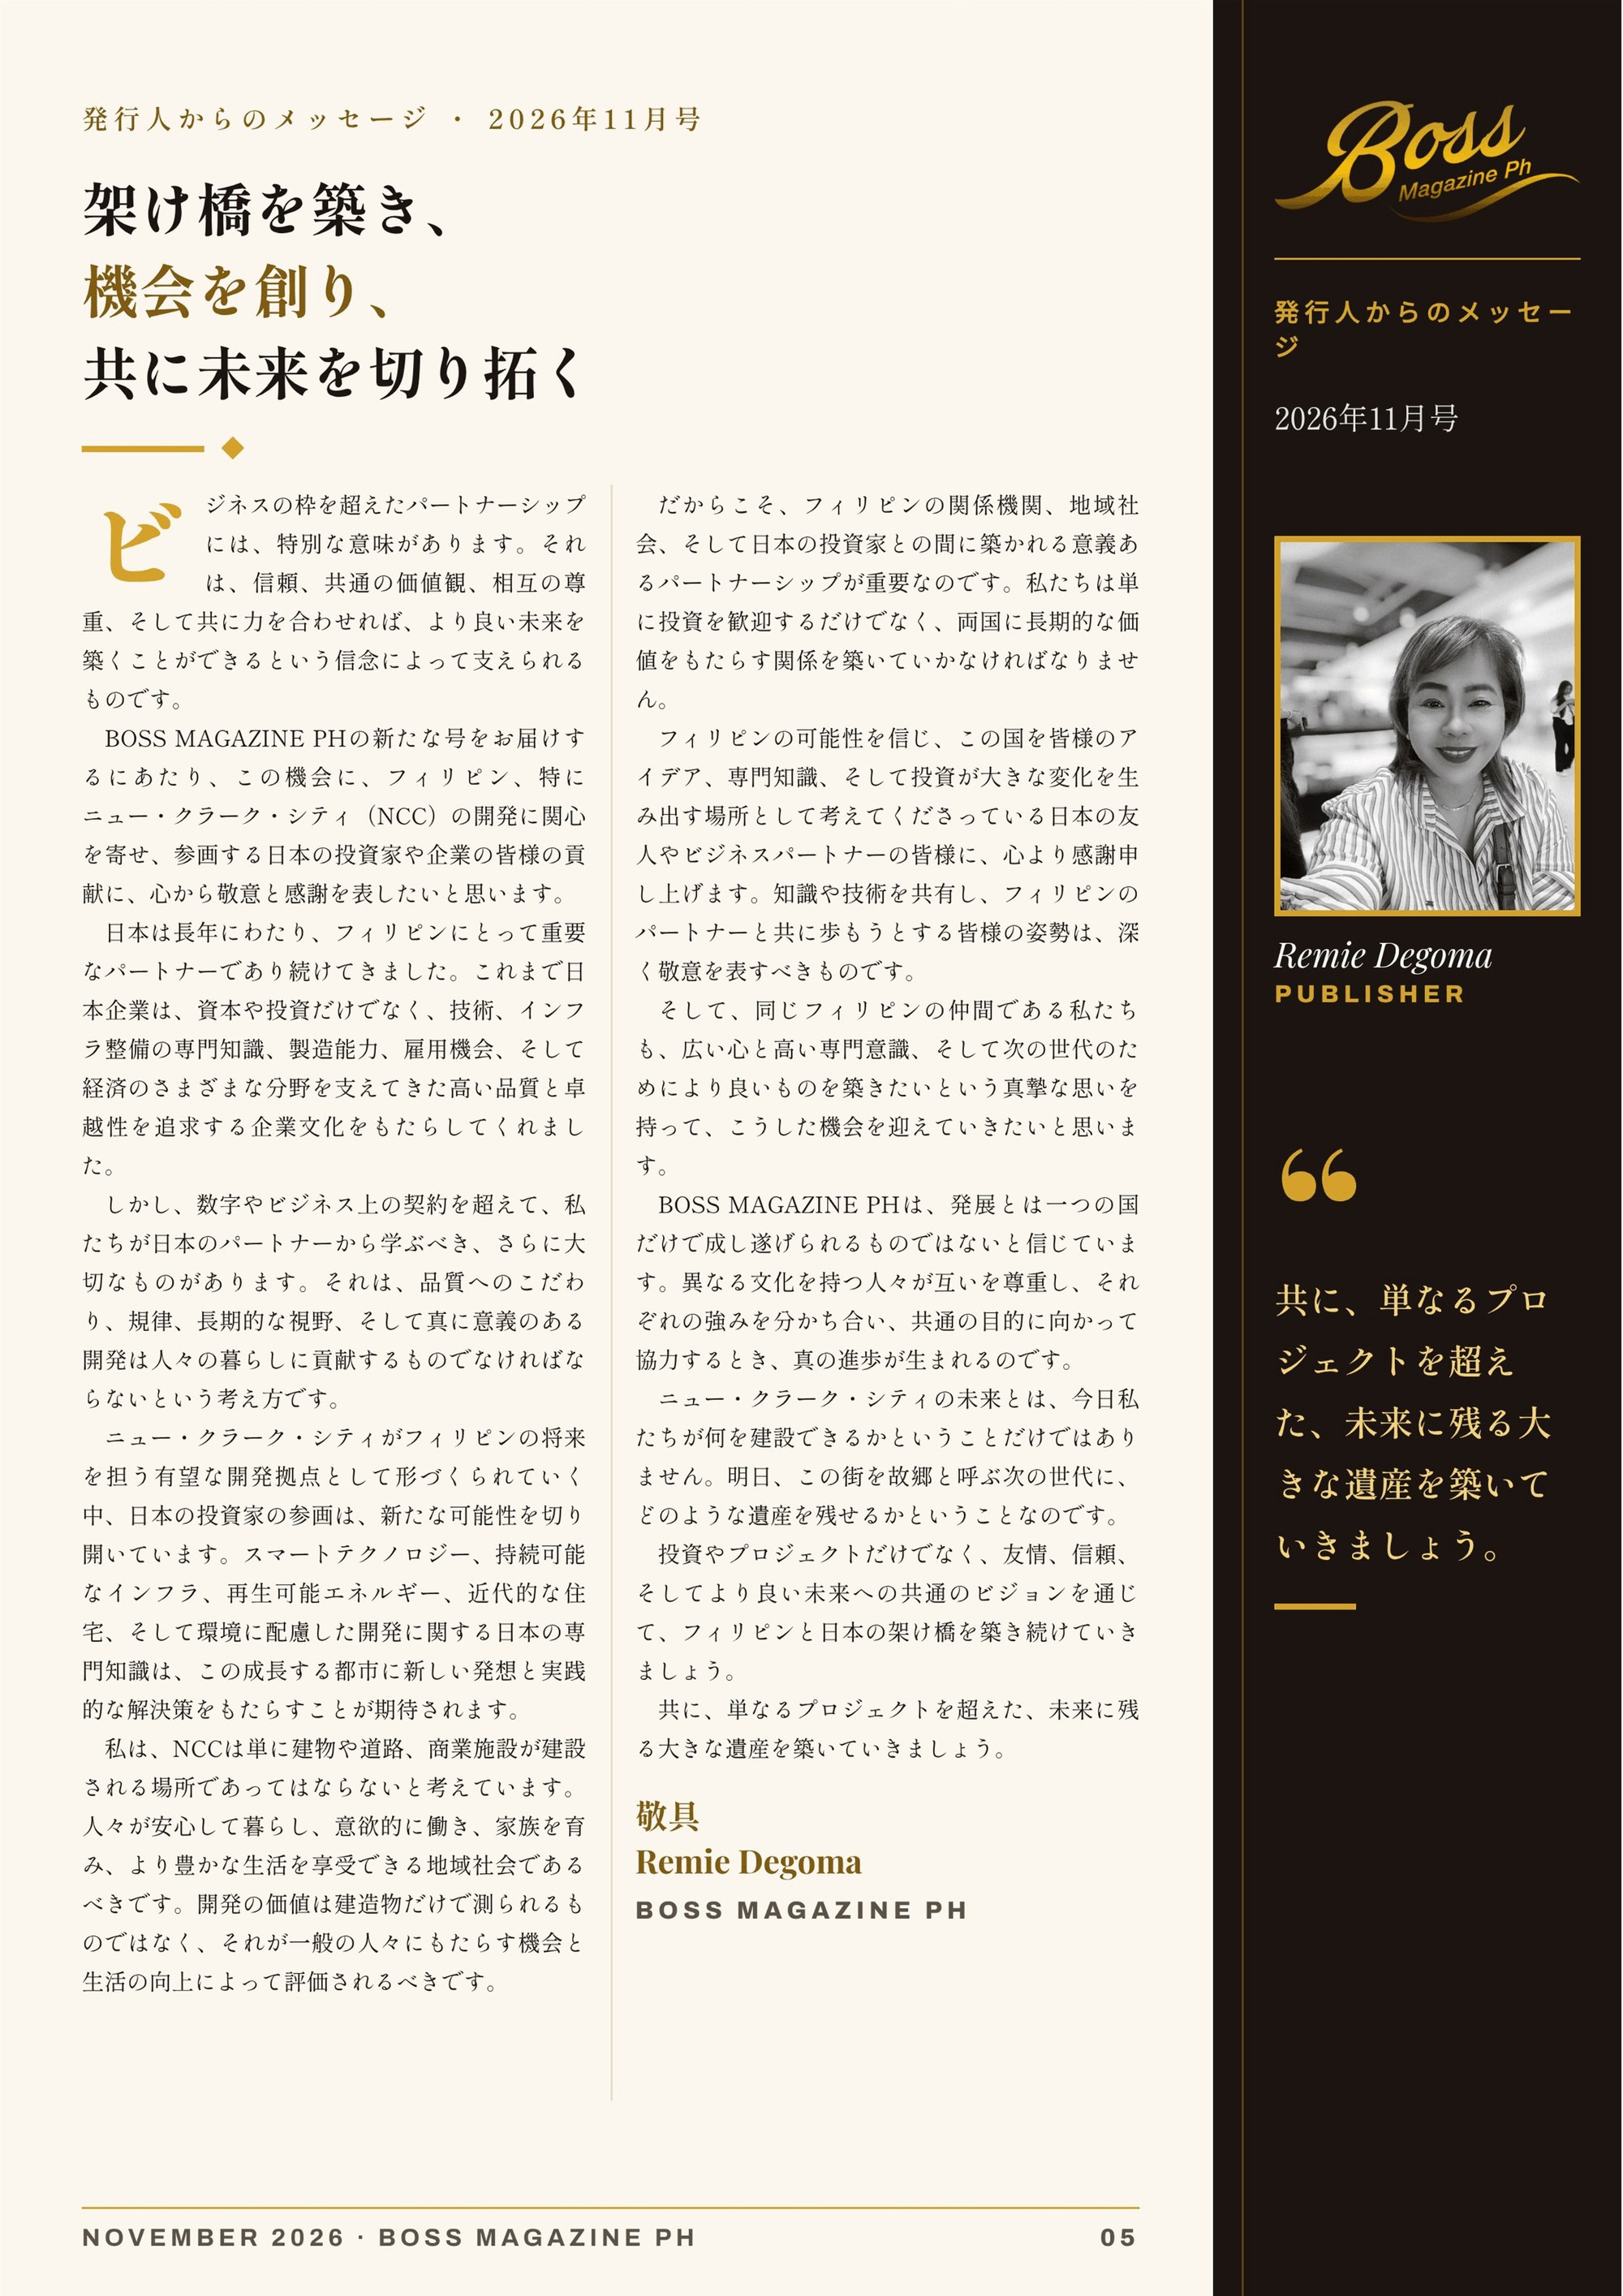 発行人からのメッセージ ・ 2026年11月号
架け橋を築き、
機会を創り、
共に未来を切り拓く
ビ
ジネスの枠を超えたパートナーシップ
には、特別な意味があります。それ
は、信頼、共通の価値観、相互の尊
重、そして共に力を合わせれば、より良い未来を
築くことができるという信念によって支えられる
ものです。
BOSS MAGAZINE PHの新たな号をお届けす
るにあたり、この機会に、フィリピン、特に
ニュー・クラーク・シティ（NCC）の開発に関心
を寄せ、参画する日本の投資家や企業の皆様の貢
献に、心から敬意と感謝を表したいと思います。
日本は長年にわたり、フィリピンにとって重要
なパートナーであり続けてきました。これまで日
本企業は、資本や投資だけでなく、技術、インフ
ラ整備の専門知識、製造能力、雇用機会、そして
経済のさまざまな分野を支えてきた高い品質と卓
越性を追求する企業文化をもたらしてくれまし
た。
しかし、数字やビジネス上の契約を超えて、私
たちが日本のパートナーから学ぶべき、さらに大
切なものがあります。それは、品質へのこだわ
り、規律、長期的な視野、そして真に意義のある
開発は人々の暮らしに貢献するものでなければな
らないという考え方です。
ニュー・クラーク・シティがフィリピンの将来
を担う有望な開発拠点として形づくられていく
中、日本の投資家の参画は、新たな可能性を切り
開いています。スマートテクノロジー、持続可能
なインフラ、再生可能エネルギー、近代的な住
宅、そして環境に配慮した開発に関する日本の専
門知識は、この成長する都市に新しい発想と実践
的な解決策をもたらすことが期待されます。
私は、NCCは単に建物や道路、商業施設が建設
される場所であってはならないと考えています。
人々が安心して暮らし、意欲的に働き、家族を育
み、より豊かな生活を享受できる地域社会である
べきです。開発の価値は建造物だけで測られるも
のではなく、それが一般の人々にもたらす機会と
生活の向上によって評価されるべきです。
だからこそ、フィリピンの関係機関、地域社
会、そして日本の投資家との間に築かれる意義あ
るパートナーシップが重要なのです。私たちは単
に投資を歓迎するだけでなく、両国に長期的な価
値をもたらす関係を築いていかなければなりませ
ん。
フィリピンの可能性を信じ、この国を皆様のア
イデア、専門知識、そして投資が大きな変化を生
み出す場所として考えてくださっている日本の友
人やビジネスパートナーの皆様に、心より感謝申
し上げます。知識や技術を共有し、フィリピンの
パートナーと共に歩もうとする皆様の姿勢は、深
く敬意を表すべきものです。
そして、同じフィリピンの仲間である私たち
も、広い心と高い専門意識、そして次の世代のた
めにより良いものを築きたいという真摯な思いを
持って、こうした機会を迎えていきたいと思いま
す。
BOSS MAGAZINE PHは、発展とは一つの国
だけで成し遂げられるものではないと信じていま
す。異なる文化を持つ人々が互いを尊重し、それ
ぞれの強みを分かち合い、共通の目的に向かって
協力するとき、真の進歩が生まれるのです。
ニュー・クラーク・シティの未来とは、今日私
たちが何を建設できるかということだけではあり
ません。明日、この街を故郷と呼ぶ次の世代に、
どのような遺産を残せるかということなのです。
投資やプロジェクトだけでなく、友情、信頼、
そしてより良い未来への共通のビジョンを通じ
て、フィリピンと日本の架け橋を築き続けていき
ましょう。
共に、単なるプロジェクトを超えた、未来に残
る大きな遺産を築いていきましょう。
敬具
Remie Degoma
BOSS MAGAZINE PH
NOVEMBER 2026 · BOSS MAGAZINE PH
05
Boss
Magazine Ph
発行人からのメッセー
ジ
2026年11月号
Remie Degoma
PUBLISHER
“
共に、単なるプロ
ジェクトを超え
た、未来に残る大
きな遺産を築いて
いきましょう。